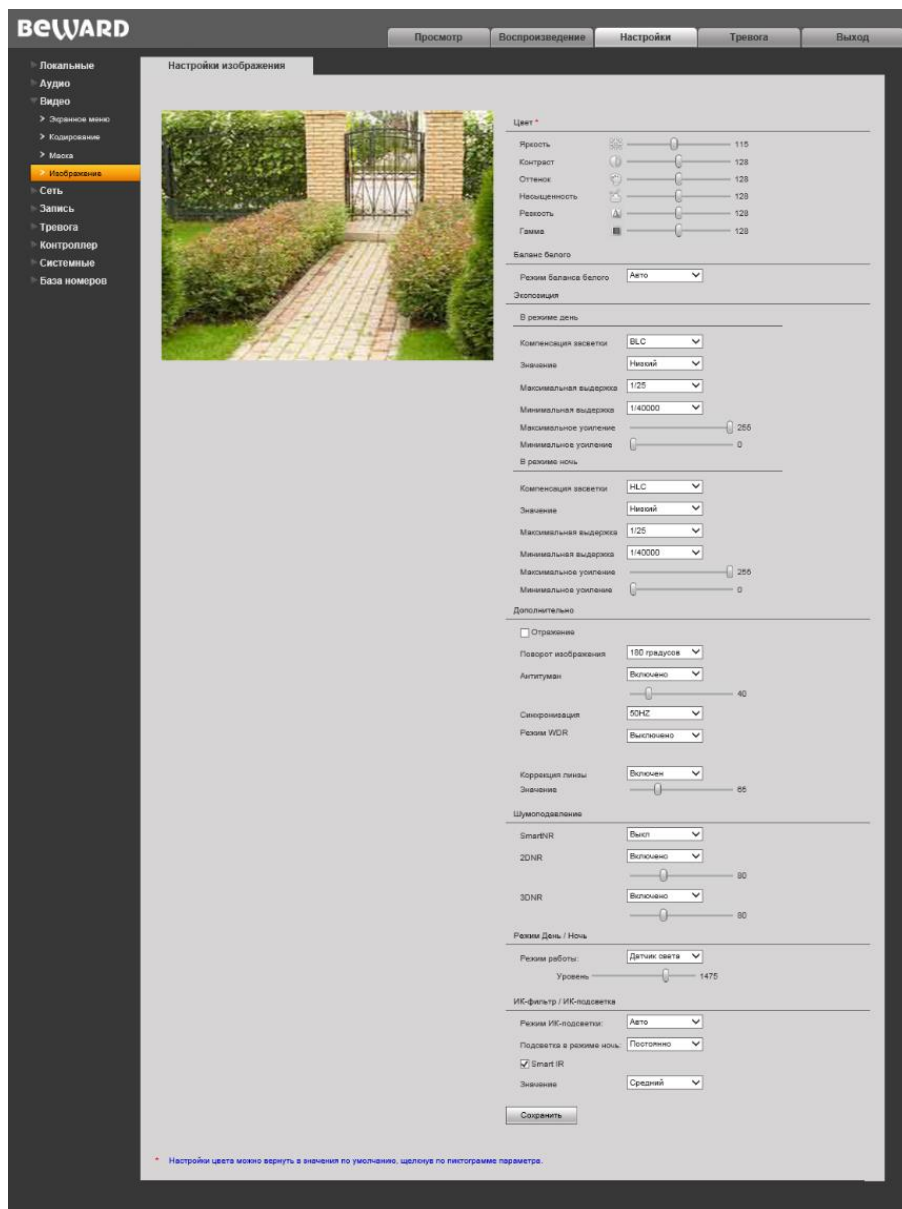 BEWARD
Просмотр Воспроизведение Настройки Тревога Выход
Локальные
Аудио
Видео
> Экранное меню
> Кодирование
> Маска
> Изображение
Сеть
Запись
Тревога
Контроллер
Системные
База номеров
Настройки изображения
Цвет *
Яркость 115
Контраст 128
Оттенок 128
Насыщенность 128
Резкость 128
Гамма 128
Баланс белого
Режим баланса белого Авто
Экспозиция
В режиме день
Компенсация засветки BLC
Значение Низкий
Максимальная выдержка 1/25
Минимальная выдержка 1/40000
Максимальное усиление 255
Минимальное усиление 0
В режиме ночь
Компенсация засветки HLC
Значение Низкий
Максимальная выдержка 1/25
Минимальная выдержка 1/40000
Максимальное усиление 255
Минимальное усиление 0
Дополнительно
Отражение
Поворот изображения 180 градусов
Антитуман Включено
40
Синхронизация 50HZ
Режим WDR Выключено
Коррекция линзы Включен
Значение 65
Шумоподавление
SmartNR Выкл
2DNR Включено
80
3DNR Включено
80
Режим День / Ночь
Режим работы: Датчик света
Уровень 1475
ИК-фильтр / ИК-подсветка
Режим ИК-подсветки: Авто
Подсветка в режиме ночь: Постоянно
Smart IR
Значение Средний
Сохранить
* Настройки цвета можно вернуть в значения по умолчанию, щелкнув по пиктограмме параметра.